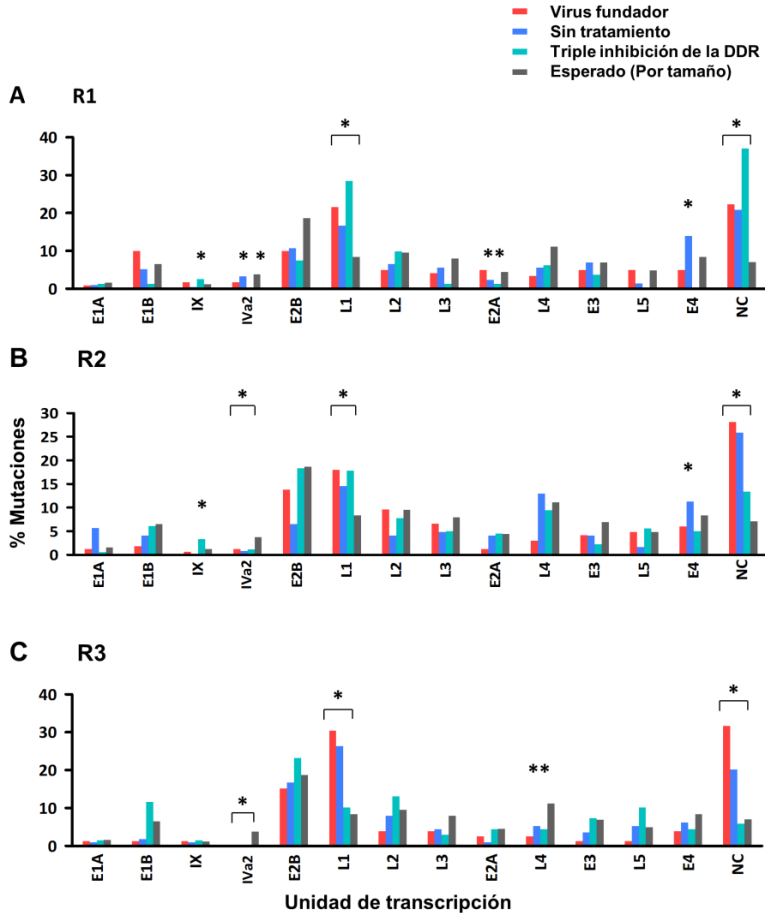 Virus fundador
Sin tratamiento
Triple inhibición de la DDR
Esperado (Por tamaño)
A R1
* * * * * ** * *
40
30
20
10
0
E1A E1B IX IVa2 E2B L1 L2 L3 E2A L4 E3 L5 E4 NC
B R2
* * * * *
30
25
20
15
10
5
0
E1A E1B IX IVa2 E2B L1 L2 L3 E2A L4 E3 L5 E4 NC
% Mutaciones
C R3
* * ** *
40
30
20
10
0
E1A E1B IX IVa2 E2B L1 L2 L3 E2A L4 E3 L5 E4 NC
Unidad de transcripción